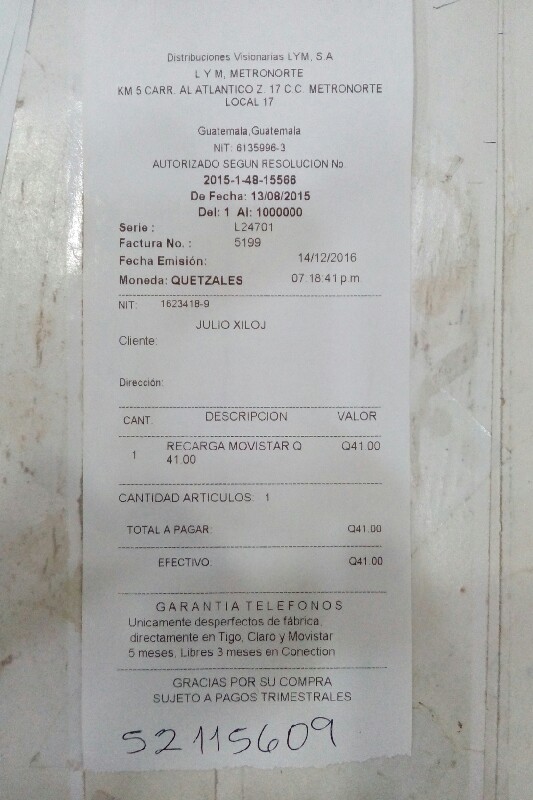 Distribuciones Visionarias LYM, S.A
L Y M, METRONORTE
KM 5 CARR. AL ATLANTICO Z. 17 C.C. METRONORTE
LOCAL 17
Guatemala,Guatemala
NIT: 6135996-3
AUTORIZADO SEGUN RESOLUCION No.
2015-1-48-15568
De Fecha: 13/08/2015
Del: 1 Al: 1000000
Serie : L24701
Factura No. : 5199
Fecha Emisión: 14/12/2016
Moneda: QUETZALES 07:18:41 p.m.
NIT: 1623418-9
JULIO XILOJ
Cliente:
Dirección:
CANT. DESCRIPCION VALOR
1 RECARGA MOVISTAR Q Q41.00
41.00
CANTIDAD ARTICULOS: 1
TOTAL A PAGAR: Q41.00
EFECTIVO: Q41.00
GARANTIA TELEFONOS
Unicamente desperfectos de fábrica,
directamente en Tigo, Claro y Movistar
5 meses, Libres 3 meses en Conection
GRACIAS POR SU COMPRA
SUJETO A PAGOS TRIMESTRALES
52115609